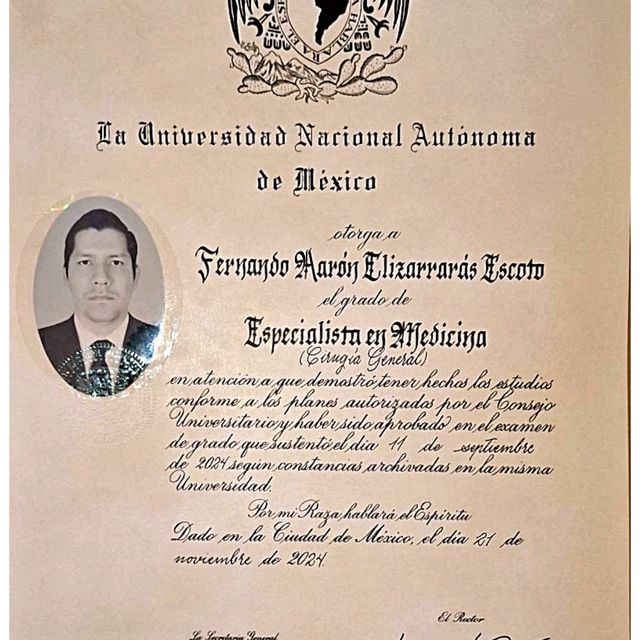 HABLARA EL ES
La Universidad Nacional Autónoma
de México
otorga a
Fernando Marón Elizarrarás Escoto
el grado de
Especialista en Medicina
(Cirugía General)
en atención a que demostró tener hechos los estudios
conforme a los planes autorizados por el Consejo
Universitario y haber sido aprobado en el examen
de grado que sustentó el día 11 de septiembre
de 2024 según constancias archivadas en la misma
Universidad.
Por mi Raza hablará el Espíritu
Dado en la Ciudad de México, el día 21 de
noviembre de 2024.
El Rector
La Secretaria General